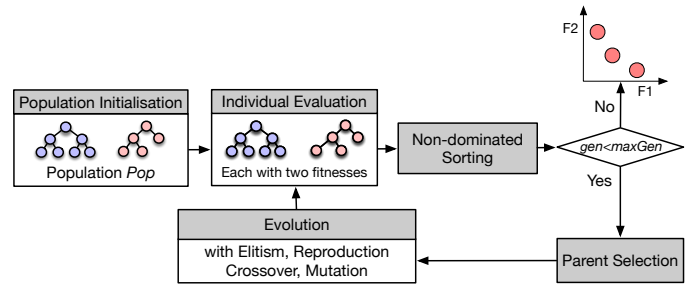 F2
F1
Population Initialisation
Population Pop
Individual Evaluation
Each with two fitnesses
Non-dominated
Sorting
gen<maxGen
No
Yes
Evolution
with Elitism, Reproduction
Crossover, Mutation
Parent Selection